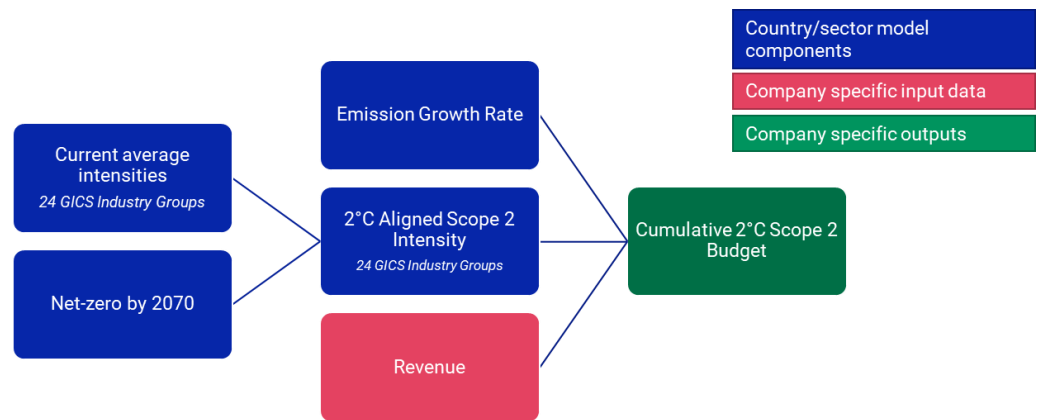 Country/sector model
components
Company specific input data
Company specific outputs
Emission Growth Rate
Current average
intensities
24 GICS Industry Groups
2°C Aligned Scope 2
Intensity
24 GICS Industry Groups
Cumulative 2°C Scope 2
Budget
Net-zero by 2070
Revenue